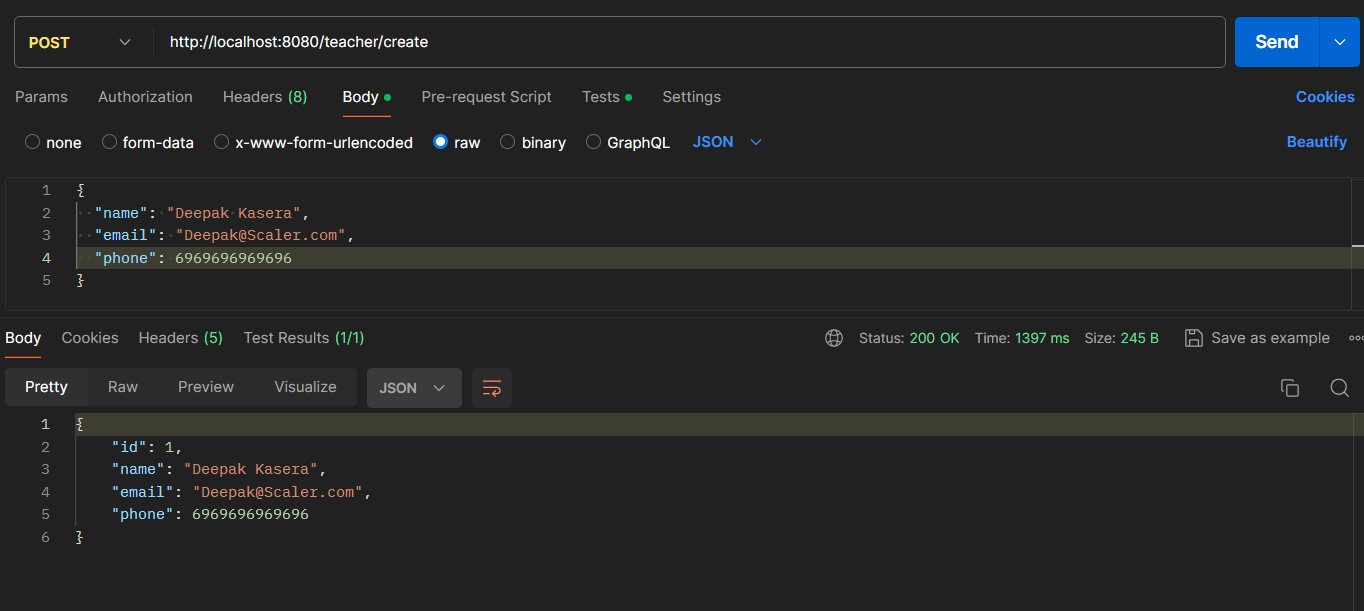 POST http://localhost:8080/teacher/create Send
Params Authorization Headers (8) Body Pre-request Script Tests Settings Cookies
none form-data x-www-form-urlencoded raw binary GraphQL JSON Beautify
1 {
2 "name": "Deepak Kasera",
3 "email": "Deepak@Scaler.com",
4 "phone": 6969696969696
5 }
Body Cookies Headers (5) Test Results (1/1) Status: 200 OK Time: 1397 ms Size: 245 B Save as example
Pretty Raw Preview Visualize JSON
1 {
2 "id": 1,
3 "name": "Deepak Kasera",
4 "email": "Deepak@Scaler.com",
5 "phone": 6969696969696
6 }